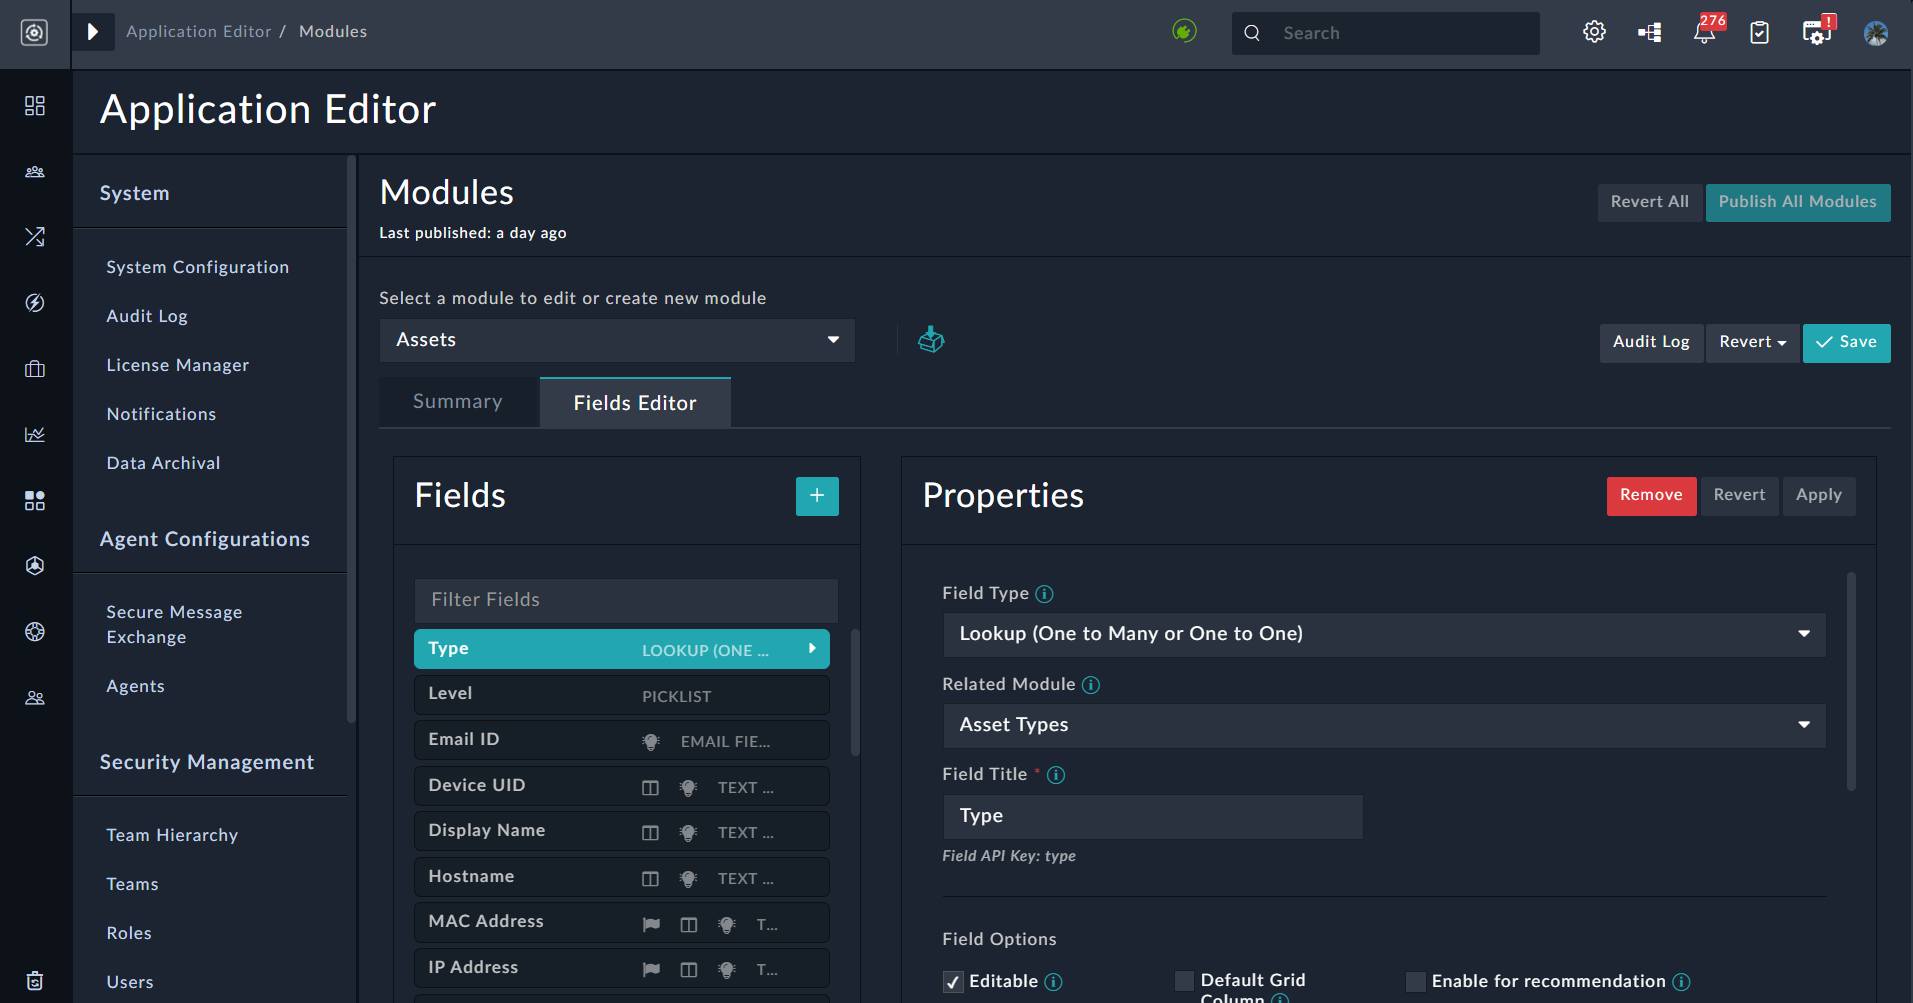 Application Editor / Modules
Search
276
!
Application Editor
System
System Configuration
Audit Log
License Manager
Notifications
Data Archival
Agent Configurations
Secure Message
Exchange
Agents
Security Management
Team Hierarchy
Teams
Roles
Users
Modules
Last published: a day ago
Revert All
Publish All Modules
Select a module to edit or create new module
Assets
Audit Log
Revert
Save
Summary
Fields Editor
Fields
+
Filter Fields
Type LOOKUP (ONE ...
Level PICKLIST
Email ID EMAIL FIE...
Device UID TEXT ...
Display Name TEXT ...
Hostname TEXT ...
MAC Address T...
IP Address T...
Properties
Remove
Revert
Apply
Field Type
Lookup (One to Many or One to One)
Related Module
Asset Types
Field Title *
Type
Field API Key: type
Field Options
Editable
Default Grid
Column
Enable for recommendation